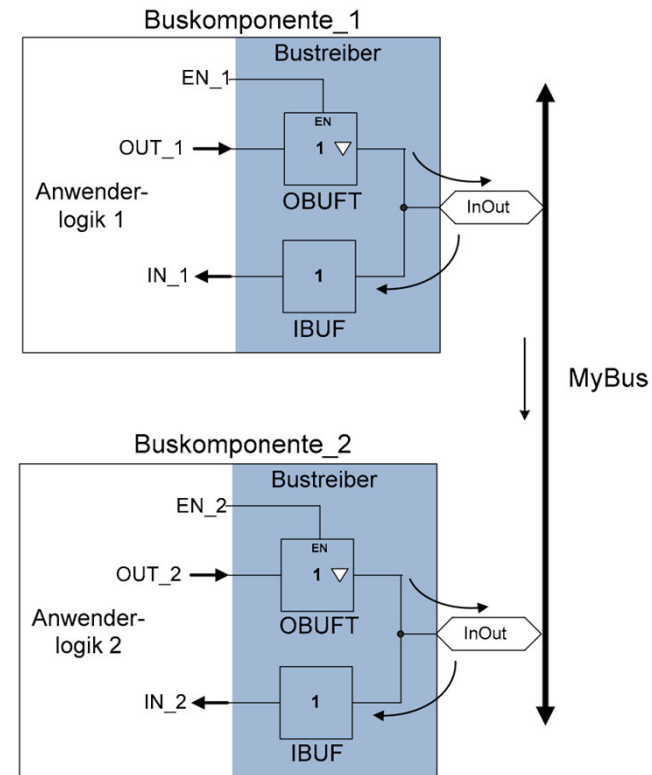 Buskomponente_1
Bustreiber
EN_1
EN
OUT_1
1
OBUFT
InOut
Anwender-
logik 1
IN_1
1
IBUF
MyBus
Buskomponente_2
Bustreiber
EN_2
EN
OUT_2
1
OBUFT
InOut
Anwender-
logik 2
IN_2
1
IBUF